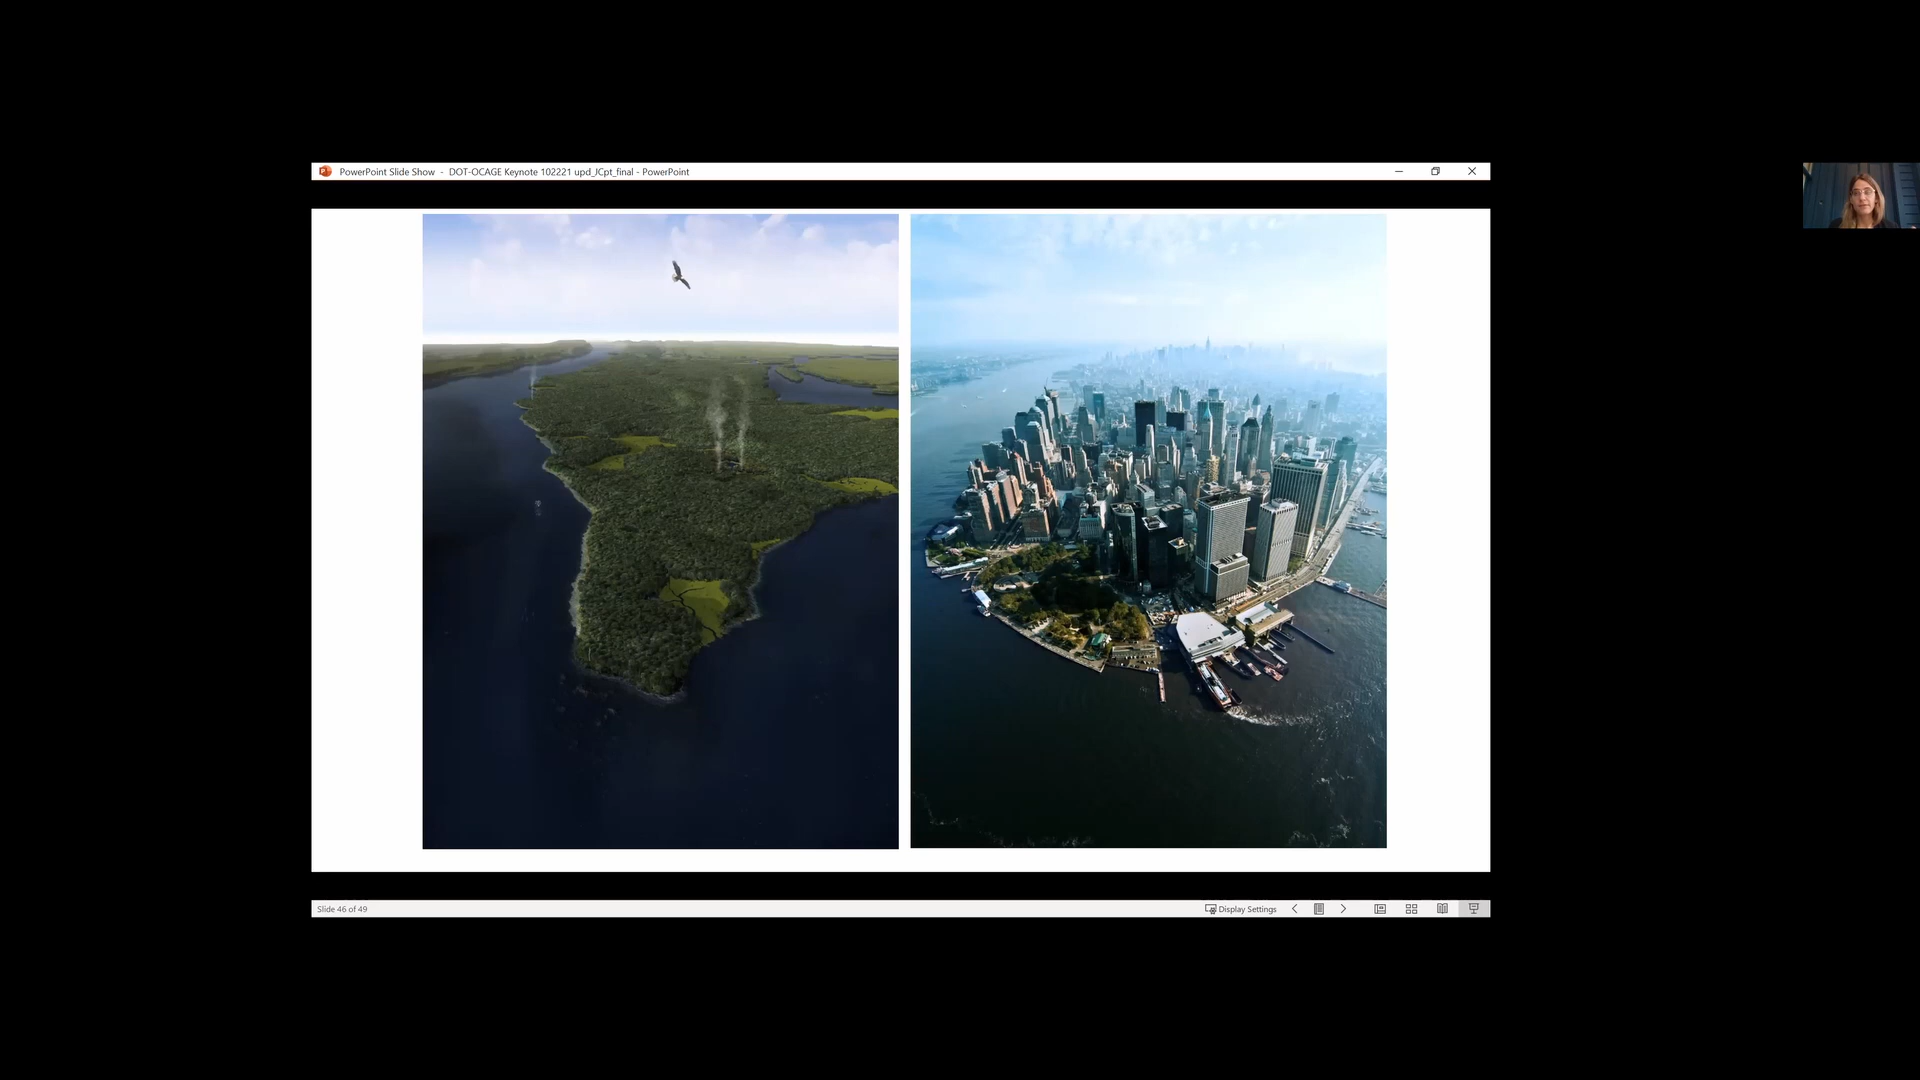 PowerPoint Slide Show - DOT-OCAGE Keynote 102221 upd_JCpt_final - PowerPoint
Slide 46 of 49
Display Settings